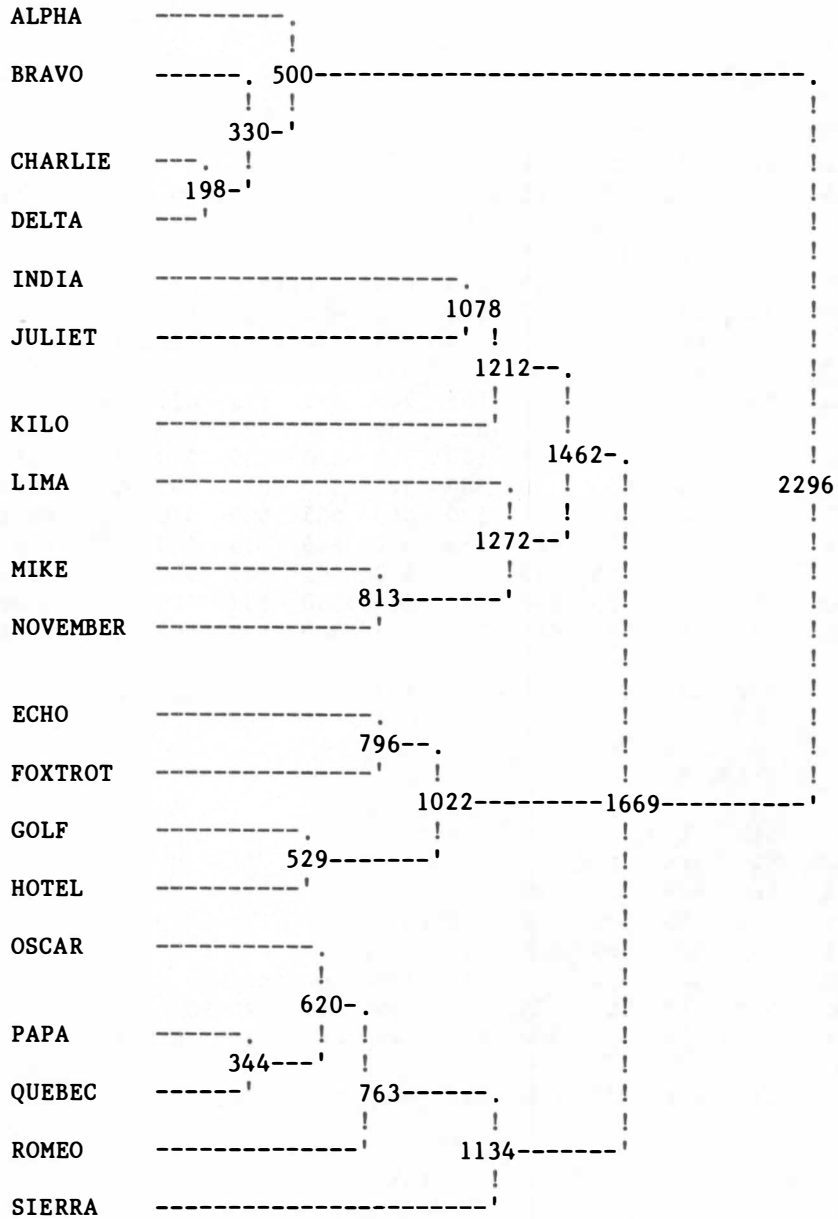 ALPHA
BRAVO 500
330
CHARLIE
198
DELTA
INDIA
1078
JULIET
1212
KILO
1462
LIMA 2296
1272
MIKE
813
NOVEMBER
ECHO
796
FOXTROT
1022 1669
GOLF
529
HOTEL
OSCAR
620
PAPA
344
QUEBEC 763
ROMEO 1134
SIERRA